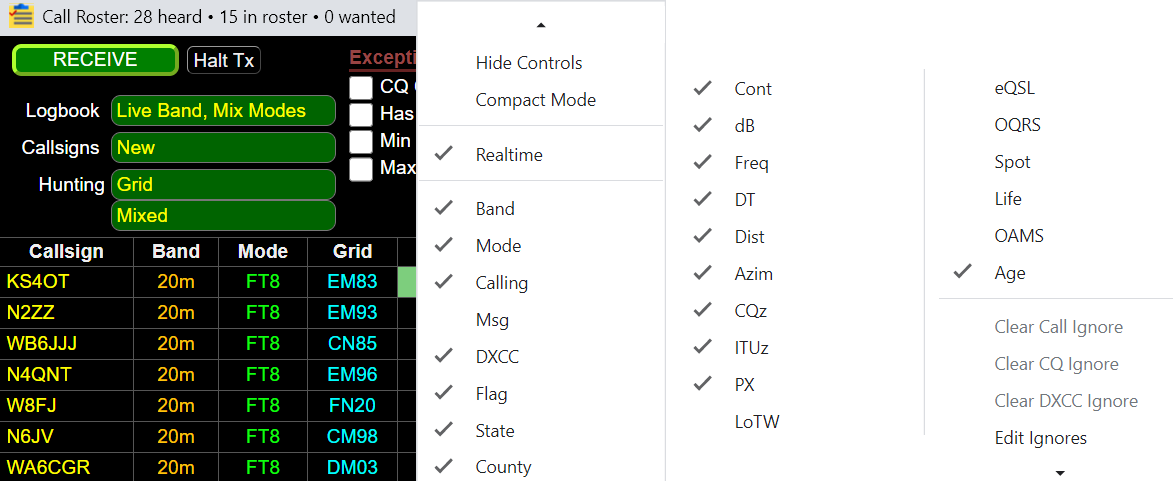 Call Roster: 28 heard • 15 in roster • 0 wanted
RECEIVE
Halt Tx
Logbook
Live Band, Mix Modes
Callsigns
New
Hunting
Grid
Mixed
Excepti
CQ
Has
Min
Max
Callsign Band Mode Grid
KS4OT 20m FT8 EM83
N2ZZ 20m FT8 EM93
WB6JJJ 20m FT8 CN85
N4QNT 20m FT8 EM96
W8FJ 20m FT8 FN20
N6JV 20m FT8 CM98
WA6CGR 20m FT8 DM03
Hide Controls
Compact Mode
Realtime
Band
Mode
Calling
Msg
DXCC
Flag
State
County
Cont
dB
Freq
DT
Dist
Azim
CQz
ITUz
PX
LoTW
eQSL
OQRS
Spot
Life
OAMS
Age
Clear Call Ignore
Clear CQ Ignore
Clear DXCC Ignore
Edit Ignores